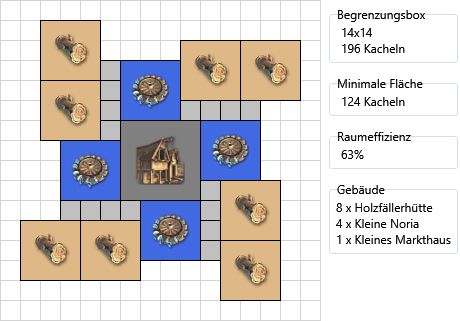 Begrenzungsbox
14x14
196 Kacheln
Minimale Fläche
124 Kacheln
Raumeffizienz
63%
Gebäude
8 x Holzfällerhütte
4 x Kleine Noria
1 x Kleines Markthaus